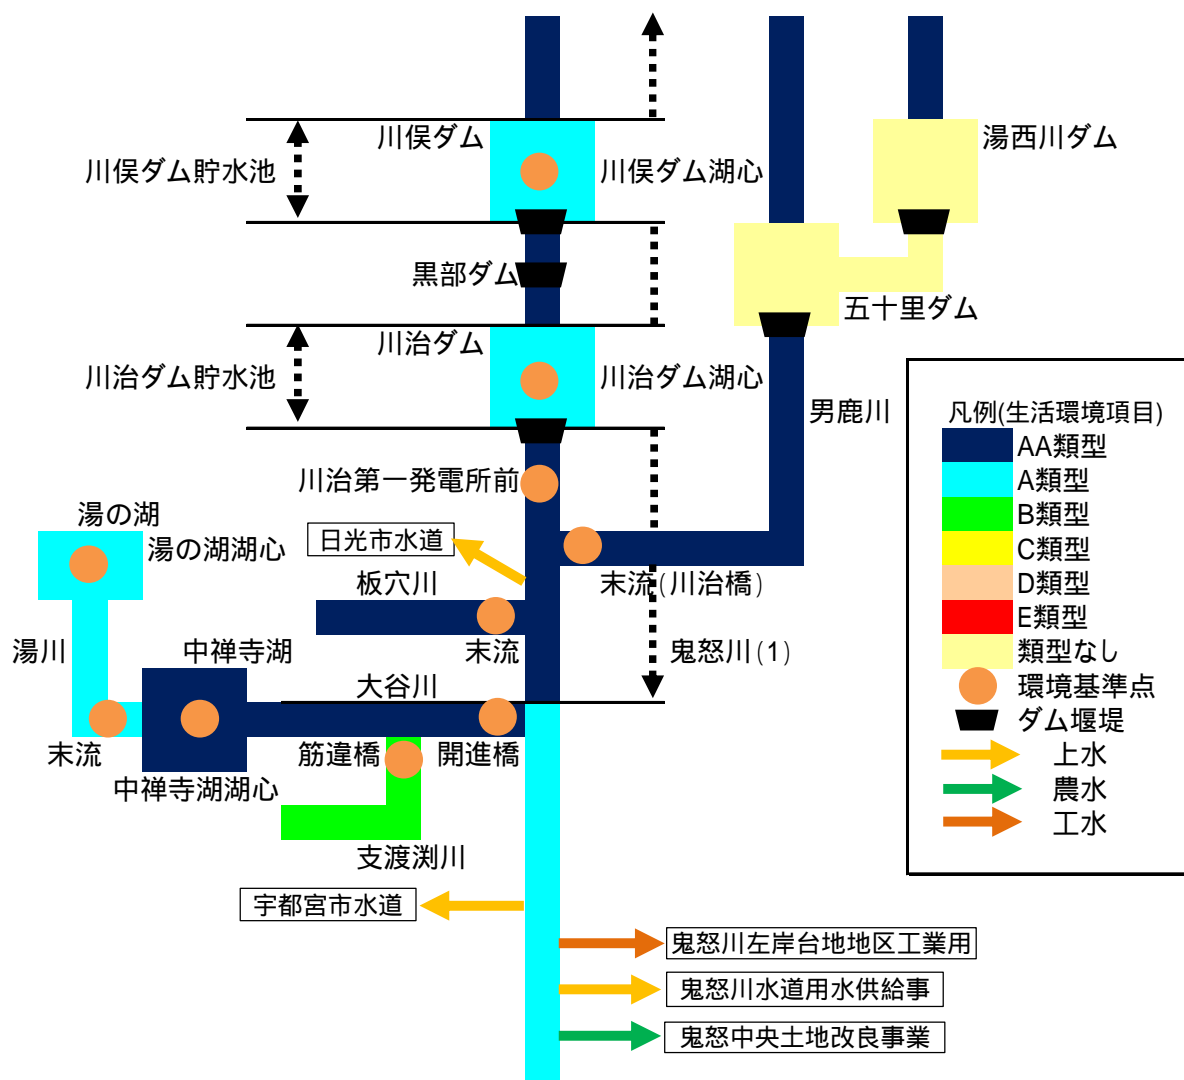 川俣ダム
湯西川ダム
川俣ダム貯水池
川俣ダム湖心
黒部ダム
五十里ダム
川治ダム
川治ダム貯水池
川治ダム湖心
男鹿川
凡例(生活環境項目)
AA類型
A類型
B類型
C類型
D類型
E類型
類型なし
環境基準点
ダム堰堤
上水
農水
工水
川治第一発電所前
湯の湖
湯の湖湖心
日光市水道
板穴川
末流(川治橋)
湯川
中禅寺湖
末流
鬼怒川(1)
大谷川
末流
筋違橋
開進橋
中禅寺湖湖心
支渡渕川
宇都宮市水道
鬼怒川左岸台地地区工業用
鬼怒川水道用水供給事
鬼怒中央土地改良事業